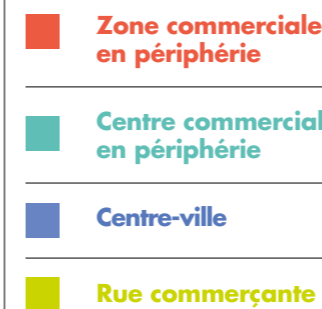 Zone commerciale
en périphérie
Centre commercial
en périphérie
Centre-ville
Rue commerçante